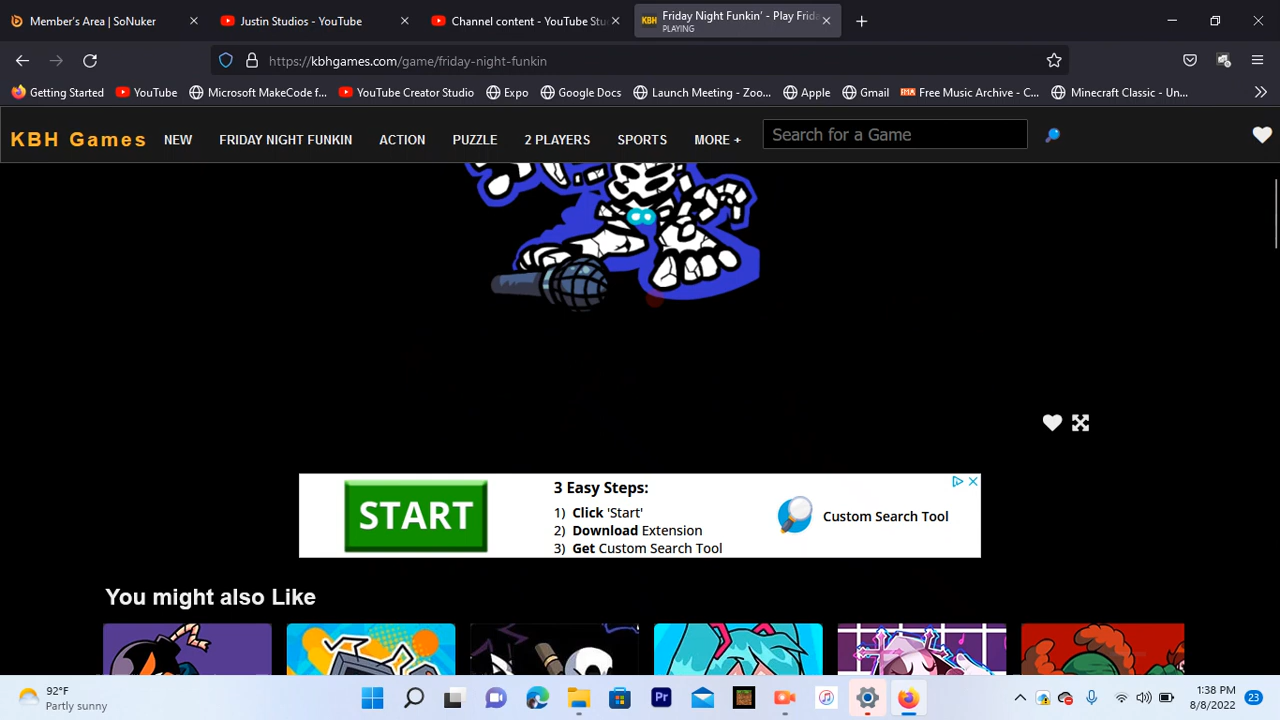 Member's Area | SoNuker
Justin Studios - YouTube
Channel content - YouTube Stu
KBH Friday Night Funkin' - Play Frida
PLAYING
https://kbhgames.com/game/friday-night-funkin
Getting Started YouTube Microsoft MakeCode f... YouTube Creator Studio Expo Google Docs Launch Meeting - Zoo... Apple Gmail Free Music Archive - C... Minecraft Classic - Un...
KBH Games NEW FRIDAY NIGHT FUNKIN ACTION PUZZLE 2 PLAYERS SPORTS MORE + Search for a Game
START
3 Easy Steps:
1) Click 'Start'
2) Download Extension
3) Get Custom Search Tool
Custom Search Tool
You might also Like
92°F
Partly sunny
Pr
1:38 PM
8/8/2022
23